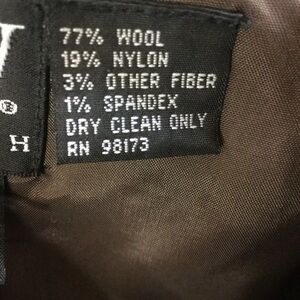 77% WOOL
19% NYLON
3% OTHER FIBER
1% SPANDEX
DRY CLEAN ONLY
RN 98173
H